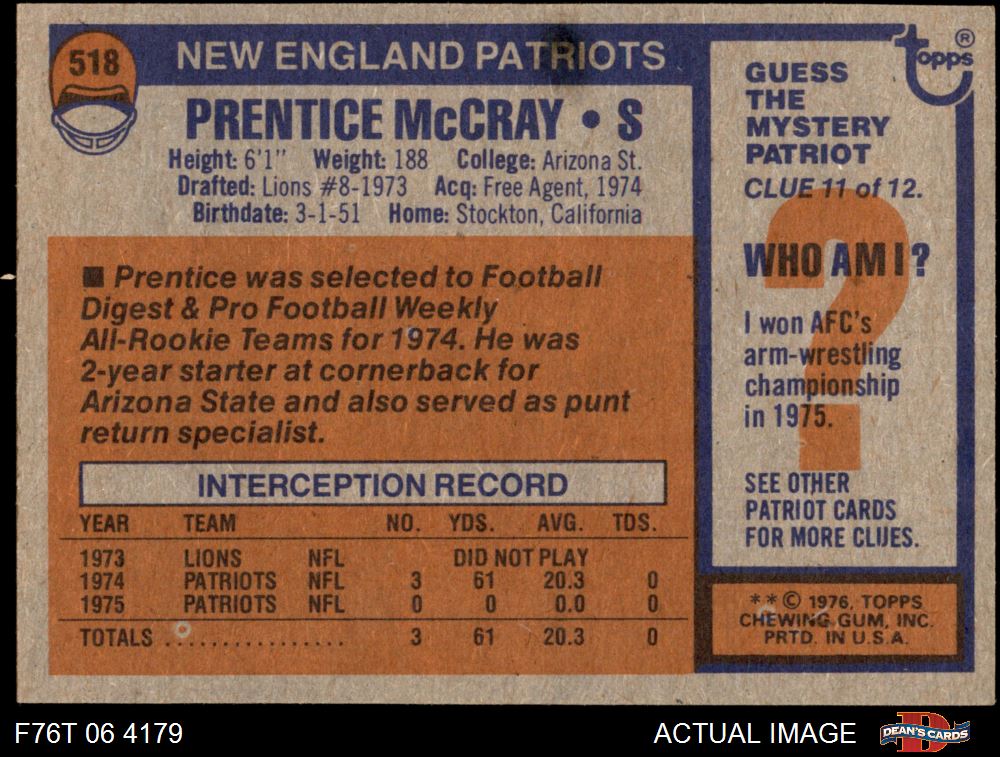 518
NEW ENGLAND PATRIOTS
PRENTICE McCRAY • S
Height: 6'1" Weight: 188 College: Arizona St.
Drafted: Lions #8-1973 Acq: Free Agent, 1974
Birthdate: 3-1-51 Home: Stockton, California
■ Prentice was selected to Football
Digest & Pro Football Weekly
All-Rookie Teams for 1974. He was
2-year starter at cornerback for
Arizona State and also served as punt
return specialist.
INTERCEPTION RECORD
YEAR TEAM NO. YDS. AVG. TDS.
1973 LIONS NFL DID NOT PLAY
1974 PATRIOTS NFL 3 61 20.3 0
1975 PATRIOTS NFL 0 0 0.0 0
TOTALS ................ 3 61 20.3 0
topps ®
GUESS
THE
MYSTERY
PATRIOT
CLUE 11 of 12.
?
WHO AM I?
I won AFC's
arm-wrestling
championship
in 1975.
SEE OTHER
PATRIOT CARDS
FOR MORE CLUES.
**© 1976, TOPPS
CHEWING GUM, INC.
PRTD. IN U.S.A.
F76T 06 4179
ACTUAL IMAGE
D
DEAN'S CARDS